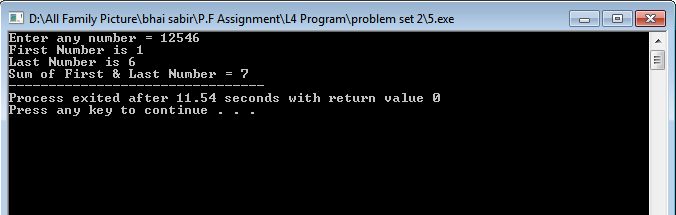 D:\All Family Picture\bhai sabir\P.F Assignment\L4 Program\problem set 2\5.exe
Enter any number = 12546
First Number is 1
Last Number is 6
Sum of First & Last Number = 7
--------------------------------
Process exited after 11.54 seconds with return value 0
Press any key to continue . . .